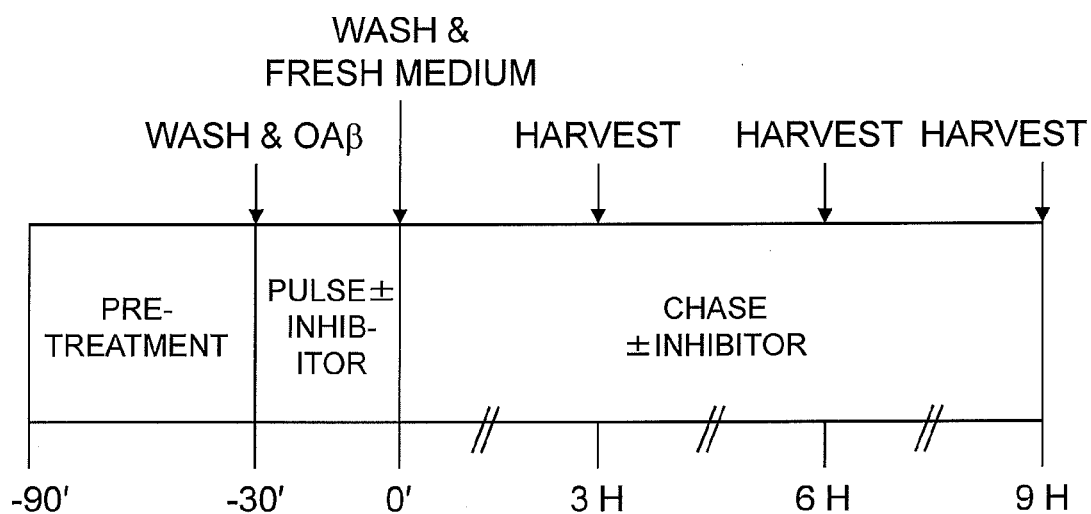 WASH &
FRESH MEDIUM
WASH & OAβ
HARVEST
HARVEST
HARVEST
PRE-
TREATMENT
PULSE±
INHIB-
ITOR
CHASE
±INHIBITOR
-90'
-30'
0'
3 H
6 H
9 H